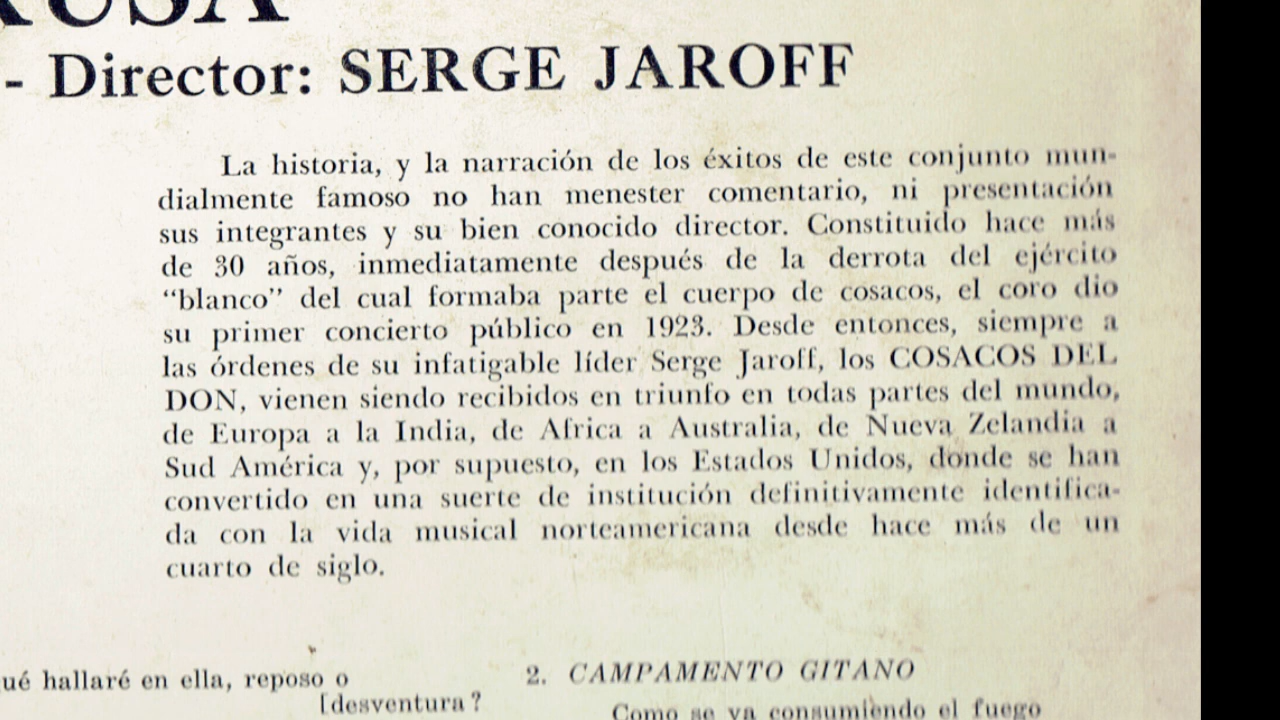 - Director: SERGE JAROFF
La historia, y la narración de los éxitos de este conjunto mun-
dialmente famoso no han menester comentario, ni presentación
sus integrantes y su bien conocido director. Constituido hace más
de 30 años, inmediatamente después de la derrota del ejército
“blanco” del cual formaba parte el cuerpo de cosacos, el coro dio
su primer concierto público en 1923. Desde entonces, siempre a
las órdenes de su infatigable líder Serge Jaroff, los COSACOS DEL
DON, vienen siendo recibidos en triunfo en todas partes del mundo,
de Europa a la India, de Africa a Australia, de Nueva Zelandia a
Sud América y, por supuesto, en los Estados Unidos, donde se han
convertido en una suerte de institución definitivamente identifica-
da con la vida musical norteamericana desde hace más de un
cuarto de siglo.
ué hallaré en ella, reposo o
[desventura?
2. CAMPAMENTO GITANO
Como se va consumiendo el fuego